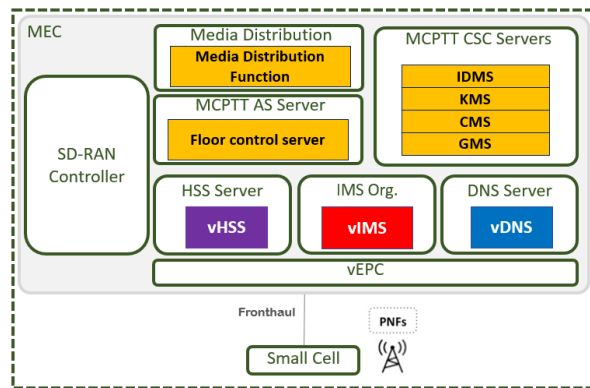 MEC
Media Distribution
Media Distribution
Function
MCPTT CSC Servers
IDMS
KMS
CMS
GMS
MCPTT AS Server
Floor control server
SD-RAN
Controller
HSS Server
vHSS
IMS Org.
vIMS
DNS Server
vDNS
vEPC
Fronthaul
PNFs
Small Cell